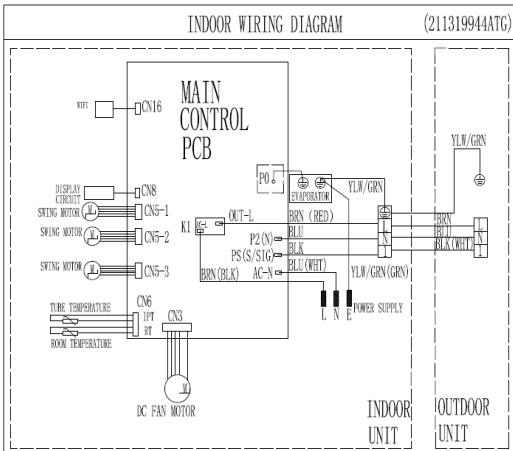 INDOOR WIRING DIAGRAM
(211319944ATG)
WIFI
CN16
MAIN
CONTROL
PCB
YLW/GRN
P0
EVAPORATOR
YLW/GRN
DISPLAY
CIRCUIT
CN8
SWING MOTOR
M
CN5-1
K1
OUT-L
BRN (RED)
BRN
SWING MOTOR
M
CN5-2
P2(N)
BLU
L
N
1
BLU
L
N
1
PS(S/SIG)
BLK
BLK(WHT)
SWING MOTOR
M
CN5-3
AC-N
BLU(WHT)
BRN(BLK)
YLW/GRN(GRN)
CN6
TUBE TEMPERATURE
IPT
RT
ROOM TEMPERATURE
CN3
L N E
POWER SUPPLY
M
DC FAN MOTOR
INDOOR
UNIT
OUTDOOR
UNIT